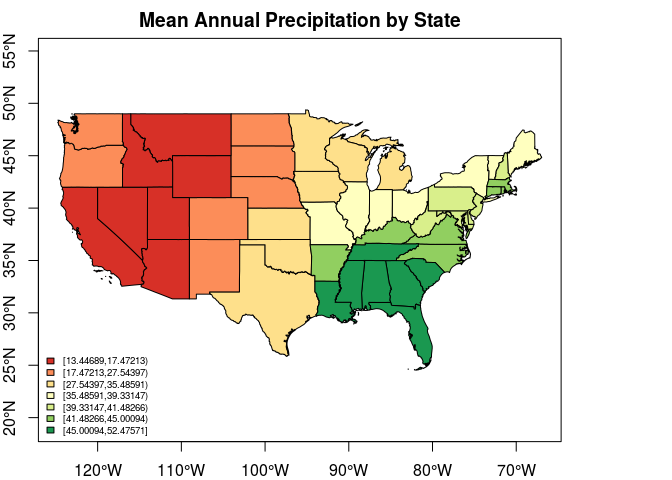 Mean Annual Precipitation by State
55°N
50°N
45°N
40°N
35°N
30°N
25°N
20°N
[13.44689,17.47213)
[17.47213,27.54397)
[27.54397,35.48591)
[35.48591,39.33147)
[39.33147,41.48266)
[41.48266,45.00094)
[45.00094,52.47571]
120°W 110°W 100°W 90°W 80°W 70°W